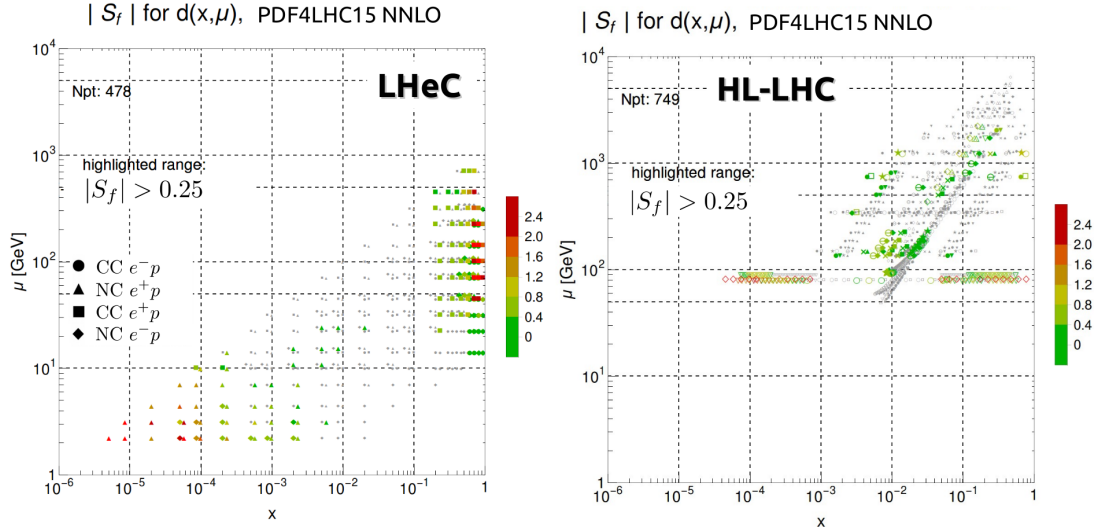 | S_f | for d(x,μ), PDF4LHC15 NNLO
LHeC
Npt: 478
highlighted range:
|S_f| > 0.25
CC e⁻p
NC e⁺p
CC e⁺p
NC e⁻p
μ [GeV]
10⁴
10³
10²
10¹
1
10⁻⁶ 10⁻⁵ 10⁻⁴ 10⁻³ 10⁻² 10⁻¹ 1
x
2.4
2.0
1.6
1.2
0.8
0.4
0
| S_f | for d(x,μ), PDF4LHC15 NNLO
HL-LHC
Npt: 749
highlighted range:
|S_f| > 0.25
μ [GeV]
10⁴
10³
10²
10¹
1
10⁻⁶ 10⁻⁵ 10⁻⁴ 10⁻³ 10⁻² 10⁻¹ 1
x
2.4
2.0
1.6
1.2
0.8
0.4
0